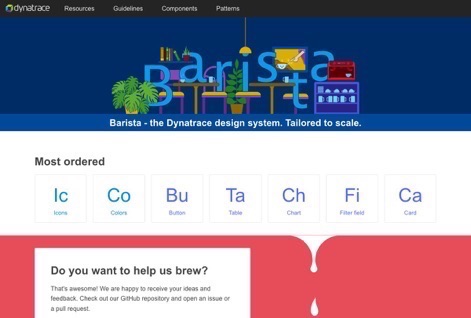 dynatrace Resources Guidelines Components Patterns
Barista
Barista - the Dynatrace design system. Tailored to scale.
Most ordered
Ic Co Bu Ta Ch Fi Ca
Icons Colors Button Table Chart Filter field Card
Do you want to help us brew?
That's awesome! We are happy to receive your ideas and
feedback. Check out our GitHub repository and open an issue or
a pull request.